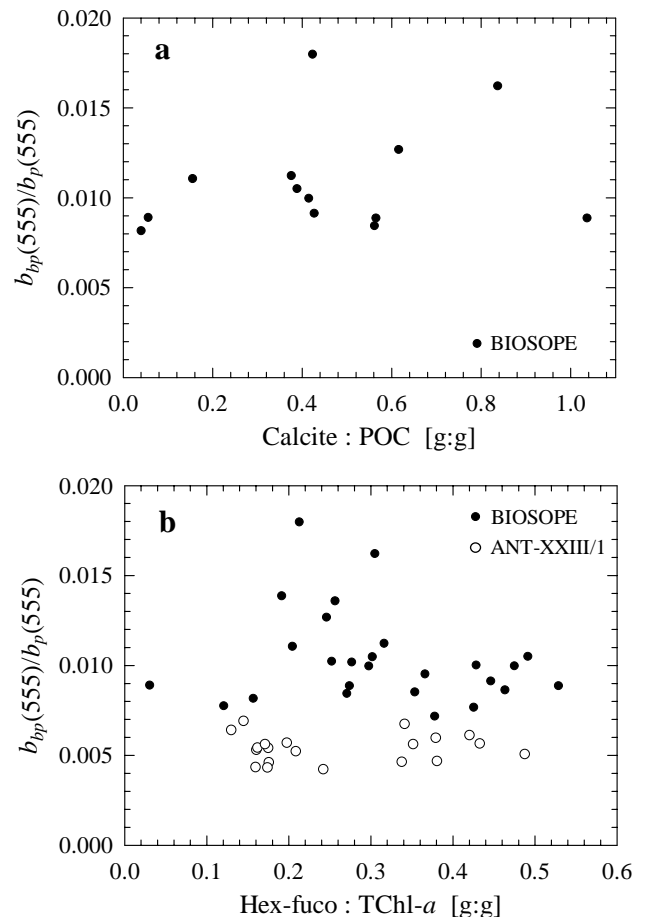 a
0.020
0.015
0.010
0.005
0.000
b_bp(555)/b_p(555)
BIOSOPE
0.0 0.2 0.4 0.6 0.8 1.0
Calcite : POC [g:g]
b
0.020
0.015
0.010
0.005
0.000
b_bp(555)/b_p(555)
BIOSOPE
ANT-XXIII/1
0.0 0.1 0.2 0.3 0.4 0.5 0.6
Hex-fuco : TChl-a [g:g]